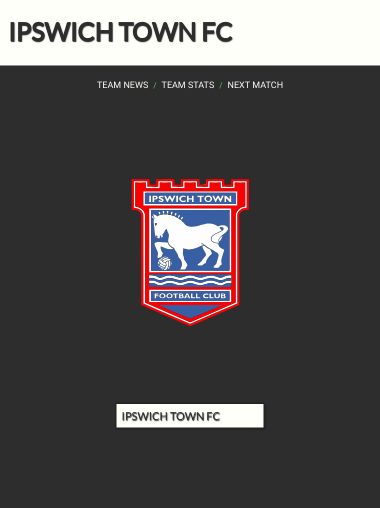 IPSWICH TOWN FC
TEAM NEWS / TEAM STATS / NEXT MATCH
IPSWICH TOWN
FOOTBALL CLUB
IPSWICH TOWN FC